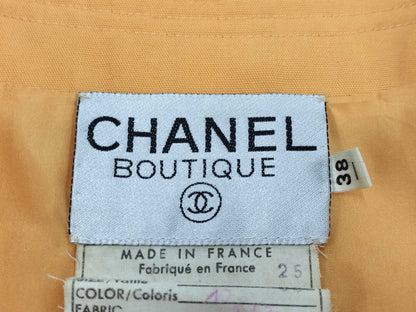 CHANEL
BOUTIQUE
38
MADE IN FRANCE
Fabriqué en France 25
COLOR/Coloris
FABRIC